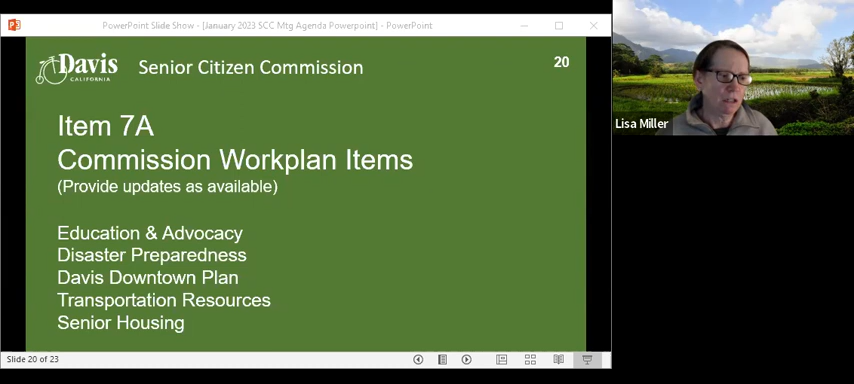 PowerPoint Slide Show - [January 2023 SCC Mtg Agenda Powerpoint] - PowerPoint
Davis
CALIFORNIA
Senior Citizen Commission
20
Item 7A
Commission Workplan Items
(Provide updates as available)
Education & Advocacy
Disaster Preparedness
Davis Downtown Plan
Transportation Resources
Senior Housing
Slide 20 of 23
Lisa Miller